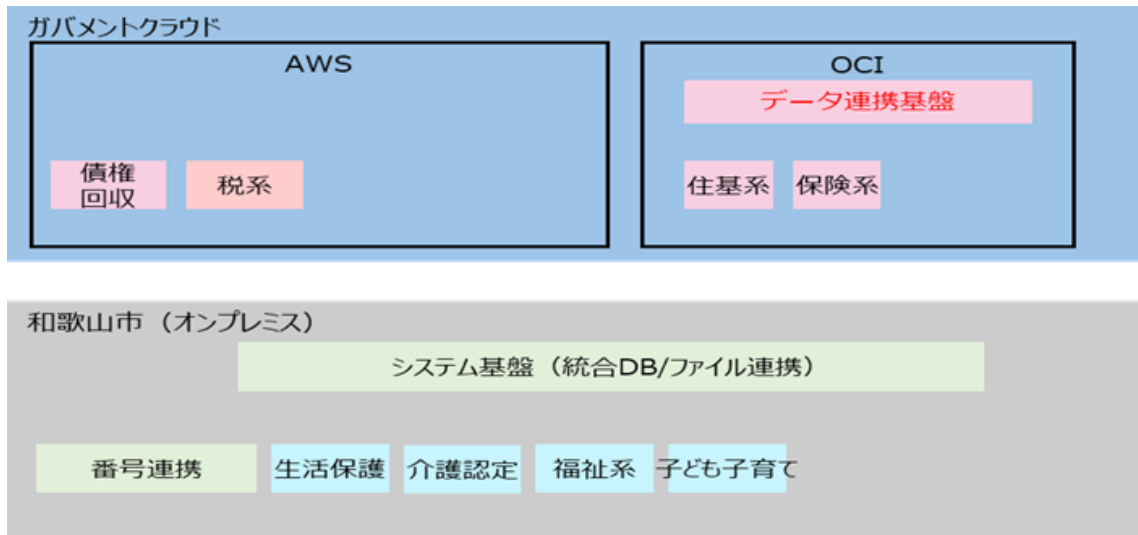 ガバメントクラウド
AWS
OCI
データ連携基盤
債権
回収
税系
住基系
保険系
和歌山市（オンプレミス）
システム基盤（統合DB/ファイル連携）
番号連携
生活保護
介護認定
福祉系
子ども子育て